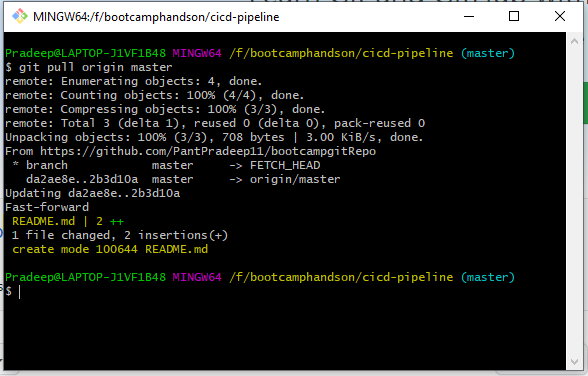 MINGW64:/f/bootcamphandson/cicd-pipeline
Pradeep@LAPTOP-J1VF1B48 MINGW64 /f/bootcamphandson/cicd-pipeline (master)
$ git pull origin master
remote: Enumerating objects: 4, done.
remote: Counting objects: 100% (4/4), done.
remote: Compressing objects: 100% (3/3), done.
remote: Total 3 (delta 1), reused 0 (delta 0), pack-reused 0
Unpacking objects: 100% (3/3), 708 bytes | 3.00 KiB/s, done.
From https://github.com/PantPradeep11/bootcampgitRepo
 * branch            master     -> FETCH_HEAD
   da2ae8e..2b3d10a  master     -> origin/master
Updating da2ae8e..2b3d10a
Fast-forward
 README.md | 2 ++
 1 file changed, 2 insertions(+)
 create mode 100644 README.md
Pradeep@LAPTOP-J1VF1B48 MINGW64 /f/bootcamphandson/cicd-pipeline (master)
$